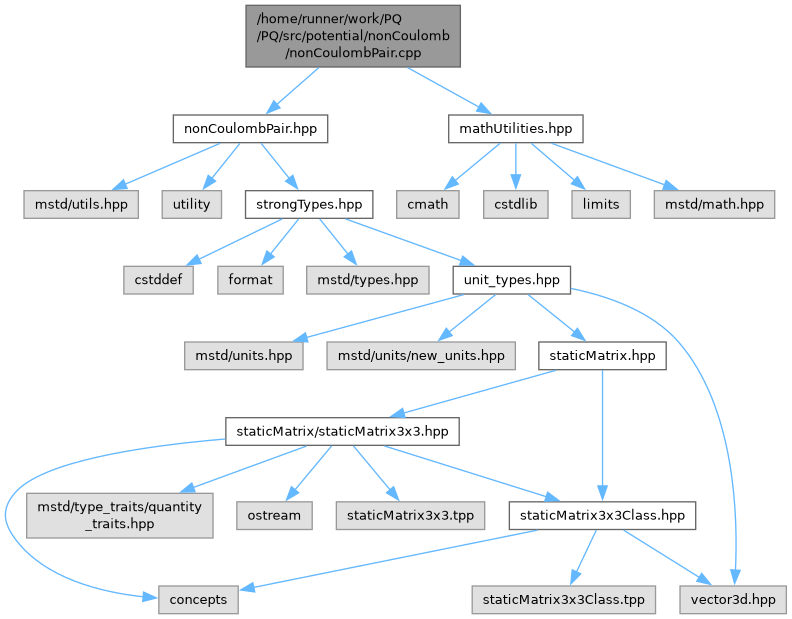 /home/runner/work/PQ
/PQ/src/potential/nonCoulomb
/nonCoulombPair.cpp
nonCoulombPair.hpp
mathUtilities.hpp
mstd/utils.hpp
utility
strongTypes.hpp
cmath
cstdlib
limits
mstd/math.hpp
cstddef
format
mstd/types.hpp
unit_types.hpp
mstd/units.hpp
mstd/units/new_units.hpp
staticMatrix.hpp
staticMatrix/staticMatrix3x3.hpp
mstd/type_traits/quantity
_traits.hpp
ostream
staticMatrix3x3.tpp
staticMatrix3x3Class.hpp
concepts
staticMatrix3x3Class.tpp
vector3d.hpp